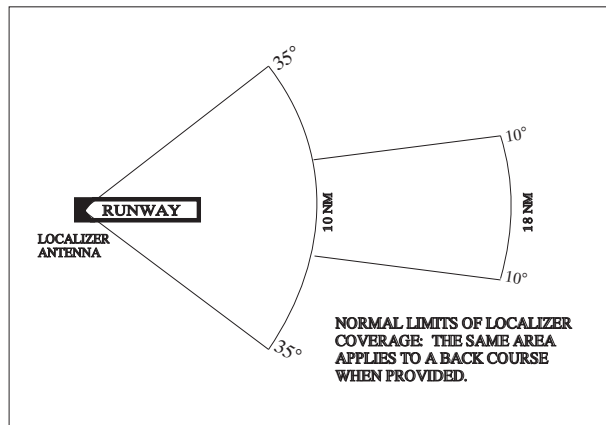 35°
10°
RUNWAY
10 NM
18 NM
LOCALIZER
ANTENNA
10°
35°
NORMAL LIMITS OF LOCALIZER
COVERAGE: THE SAME AREA
APPLIES TO A BACK COURSE
WHEN PROVIDED.